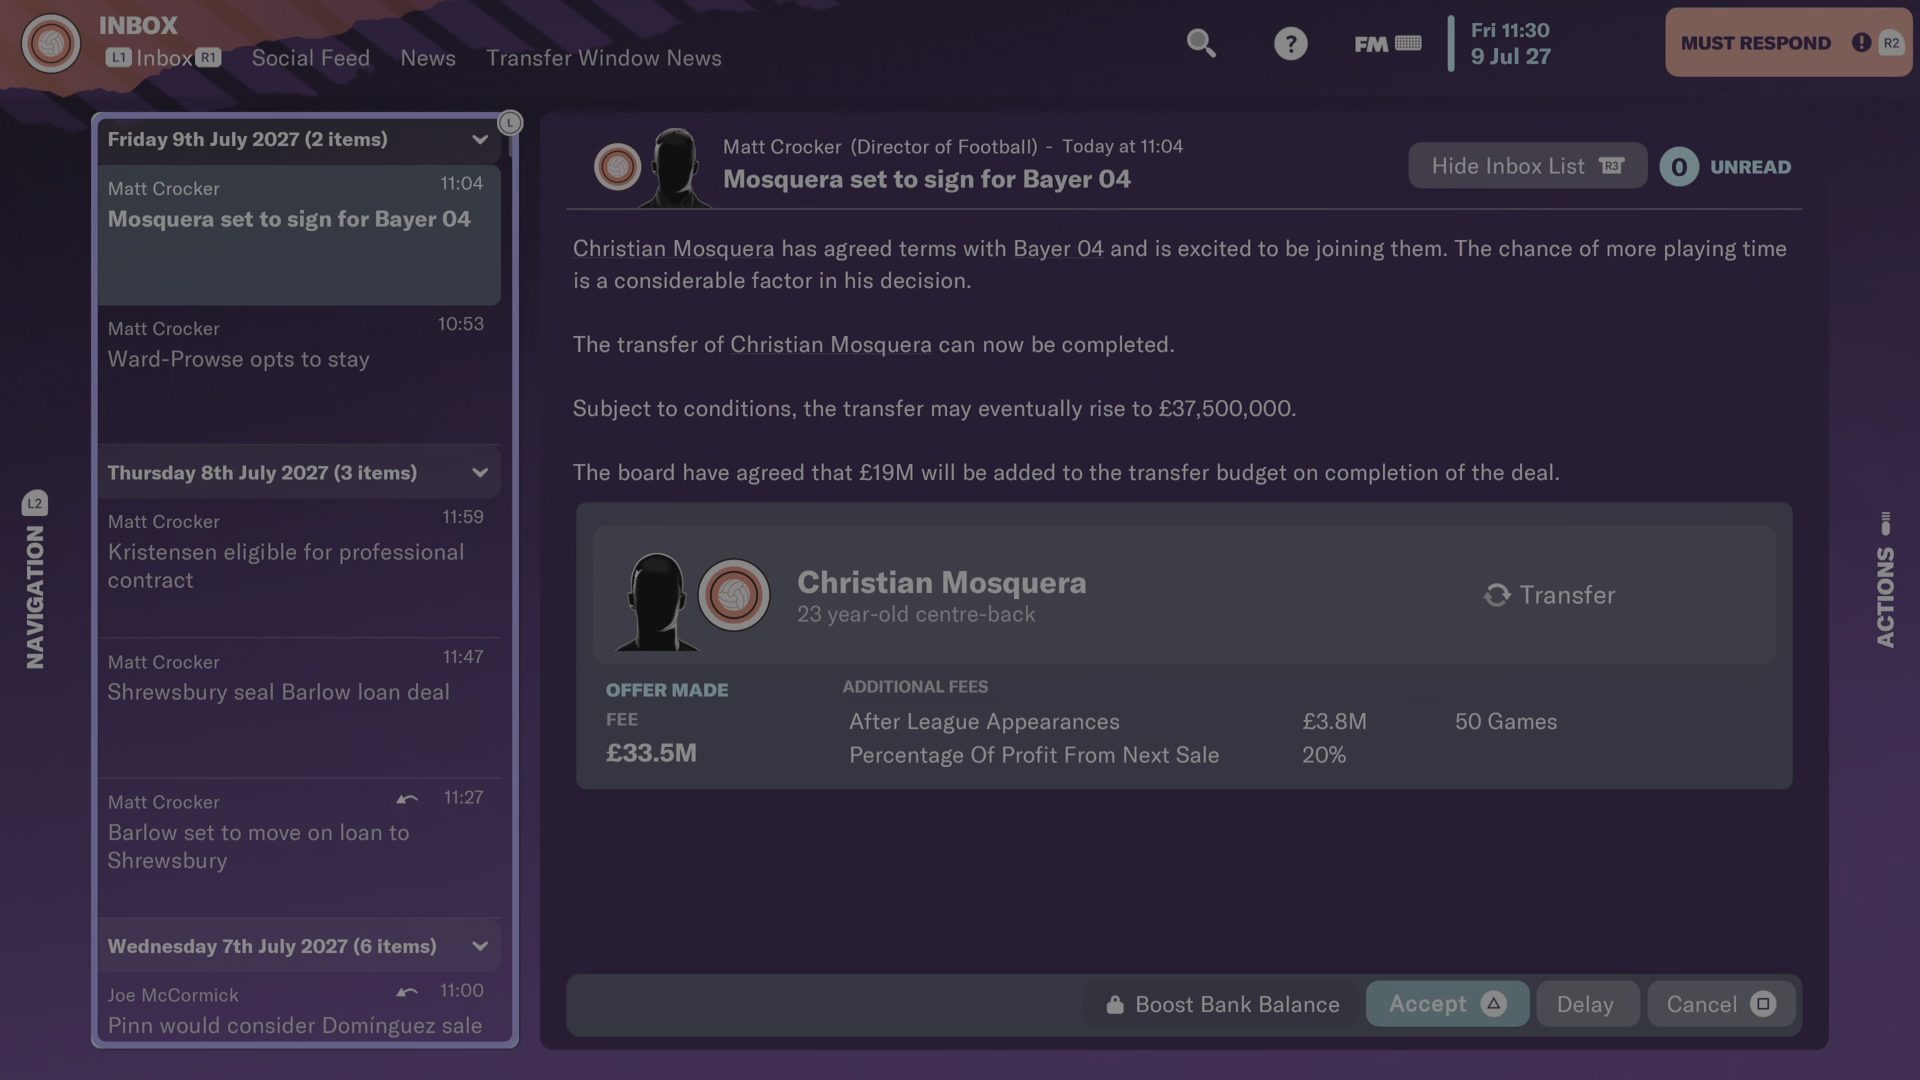 INBOX
L1 Inbox R1 Social Feed News Transfer Window News
? FM Fri 11:30
9 Jul 27
MUST RESPOND ! R2
NAVIGATION L2
L
Friday 9th July 2027 (2 items)
Matt Crocker 11:04
Mosquera set to sign for Bayer 04
Matt Crocker 10:53
Ward-Prowse opts to stay
Thursday 8th July 2027 (3 items)
Matt Crocker 11:59
Kristensen eligible for professional
contract
Matt Crocker 11:47
Shrewsbury seal Barlow loan deal
Matt Crocker 11:27
Barlow set to move on loan to
Shrewsbury
Wednesday 7th July 2027 (6 items)
Joe McCormick 11:00
Pinn would consider Domínguez sale
Matt Crocker (Director of Football) - Today at 11:04
Mosquera set to sign for Bayer 04
Hide Inbox List R3 0 UNREAD
Christian Mosquera has agreed terms with Bayer 04 and is excited to be joining them. The chance of more playing time
is a considerable factor in his decision.
The transfer of Christian Mosquera can now be completed.
Subject to conditions, the transfer may eventually rise to £37,500,000.
The board have agreed that £19M will be added to the transfer budget on completion of the deal.
Christian Mosquera
23 year-old centre-back
Transfer
OFFER MADE
FEE
£33.5M
ADDITIONAL FEES
After League Appearances £3.8M 50 Games
Percentage Of Profit From Next Sale 20%
Boost Bank Balance Accept Delay Cancel
ACTIONS